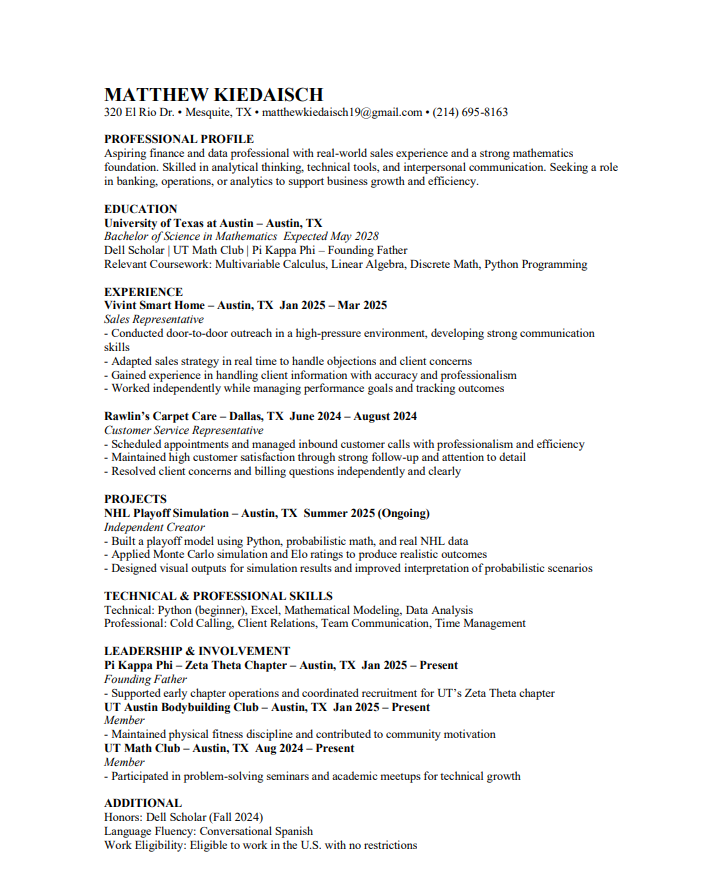 MATTHEW KIEDAISCH
320 El Rio Dr. • Mesquite, TX • matthewkiedaisch19@gmail.com • (214) 695-8163
PROFESSIONAL PROFILE
Aspiring finance and data professional with real-world sales experience and a strong mathematics
foundation. Skilled in analytical thinking, technical tools, and interpersonal communication. Seeking a role
in banking, operations, or analytics to support business growth and efficiency.
EDUCATION
University of Texas at Austin – Austin, TX
Bachelor of Science in Mathematics  Expected May 2028
Dell Scholar | UT Math Club | Pi Kappa Phi – Founding Father
Relevant Coursework: Multivariable Calculus, Linear Algebra, Discrete Math, Python Programming
EXPERIENCE
Vivint Smart Home – Austin, TX  Jan 2025 – Mar 2025
Sales Representative
- Conducted door-to-door outreach in a high-pressure environment, developing strong communication
skills
- Adapted sales strategy in real time to handle objections and client concerns
- Gained experience in handling client information with accuracy and professionalism
- Worked independently while managing performance goals and tracking outcomes
Rawlin’s Carpet Care – Dallas, TX  June 2024 – August 2024
Customer Service Representative
- Scheduled appointments and managed inbound customer calls with professionalism and efficiency
- Maintained high customer satisfaction through strong follow-up and attention to detail
- Resolved client concerns and billing questions independently and clearly
PROJECTS
NHL Playoff Simulation – Austin, TX  Summer 2025 (Ongoing)
Independent Creator
- Built a playoff model using Python, probabilistic math, and real NHL data
- Applied Monte Carlo simulation and Elo ratings to produce realistic outcomes
- Designed visual outputs for simulation results and improved interpretation of probabilistic scenarios
TECHNICAL & PROFESSIONAL SKILLS
Technical: Python (beginner), Excel, Mathematical Modeling, Data Analysis
Professional: Cold Calling, Client Relations, Team Communication, Time Management
LEADERSHIP & INVOLVEMENT
Pi Kappa Phi – Zeta Theta Chapter – Austin, TX  Jan 2025 – Present
Founding Father
- Supported early chapter operations and coordinated recruitment for UT’s Zeta Theta chapter
UT Austin Bodybuilding Club – Austin, TX  Jan 2025 – Present
Member
- Maintained physical fitness discipline and contributed to community motivation
UT Math Club – Austin, TX  Aug 2024 – Present
Member
- Participated in problem-solving seminars and academic meetups for technical growth
ADDITIONAL
Honors: Dell Scholar (Fall 2024)
Language Fluency: Conversational Spanish
Work Eligibility: Eligible to work in the U.S. with no restrictions